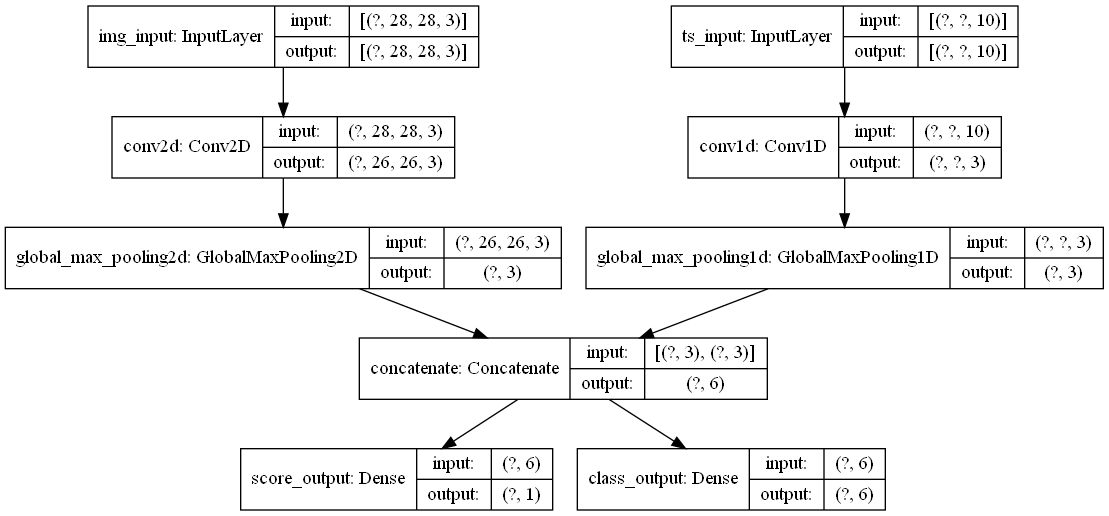 img_input: InputLayer
input: [(?, 28, 28, 3)]
output: [(?, 28, 28, 3)]
ts_input: InputLayer
input: [(?, ?, 10)]
output: [(?, ?, 10)]
conv2d: Conv2D
input: (?, 28, 28, 3)
output: (?, 26, 26, 3)
conv1d: Conv1D
input: (?, ?, 10)
output: (?, ?, 3)
global_max_pooling2d: GlobalMaxPooling2D
input: (?, 26, 26, 3)
output: (?, 3)
global_max_pooling1d: GlobalMaxPooling1D
input: (?, ?, 3)
output: (?, 3)
concatenate: Concatenate
input: [(?, 3), (?, 3)]
output: (?, 6)
score_output: Dense
input: (?, 6)
output: (?, 1)
class_output: Dense
input: (?, 6)
output: (?, 6)